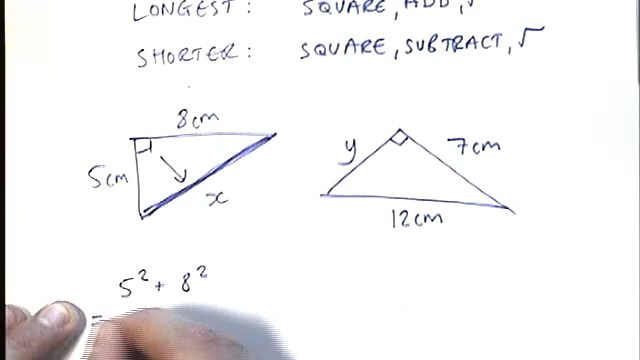 LONGEST: SQUARE, ADD, √
SHORTER: SQUARE, SUBTRACT, √
8cm
5cm
x
y
7cm
12cm
5² + 8²
=